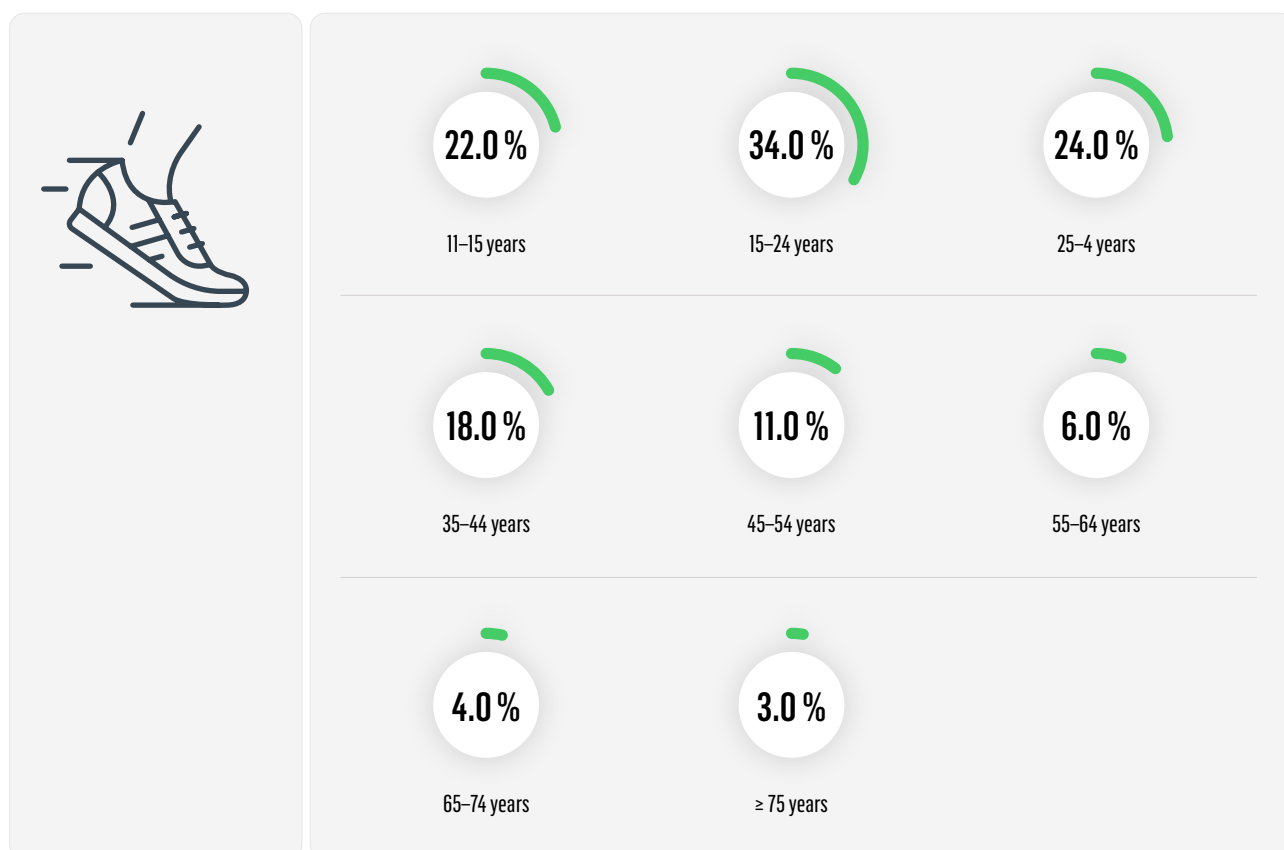 22.0 %
34.0 %
24.0 %
11–15 years
15–24 years
25–4 years
18.0 %
11.0 %
6.0 %
35–44 years
45–54 years
55–64 years
4.0 %
3.0 %
65–74 years
≥ 75 years